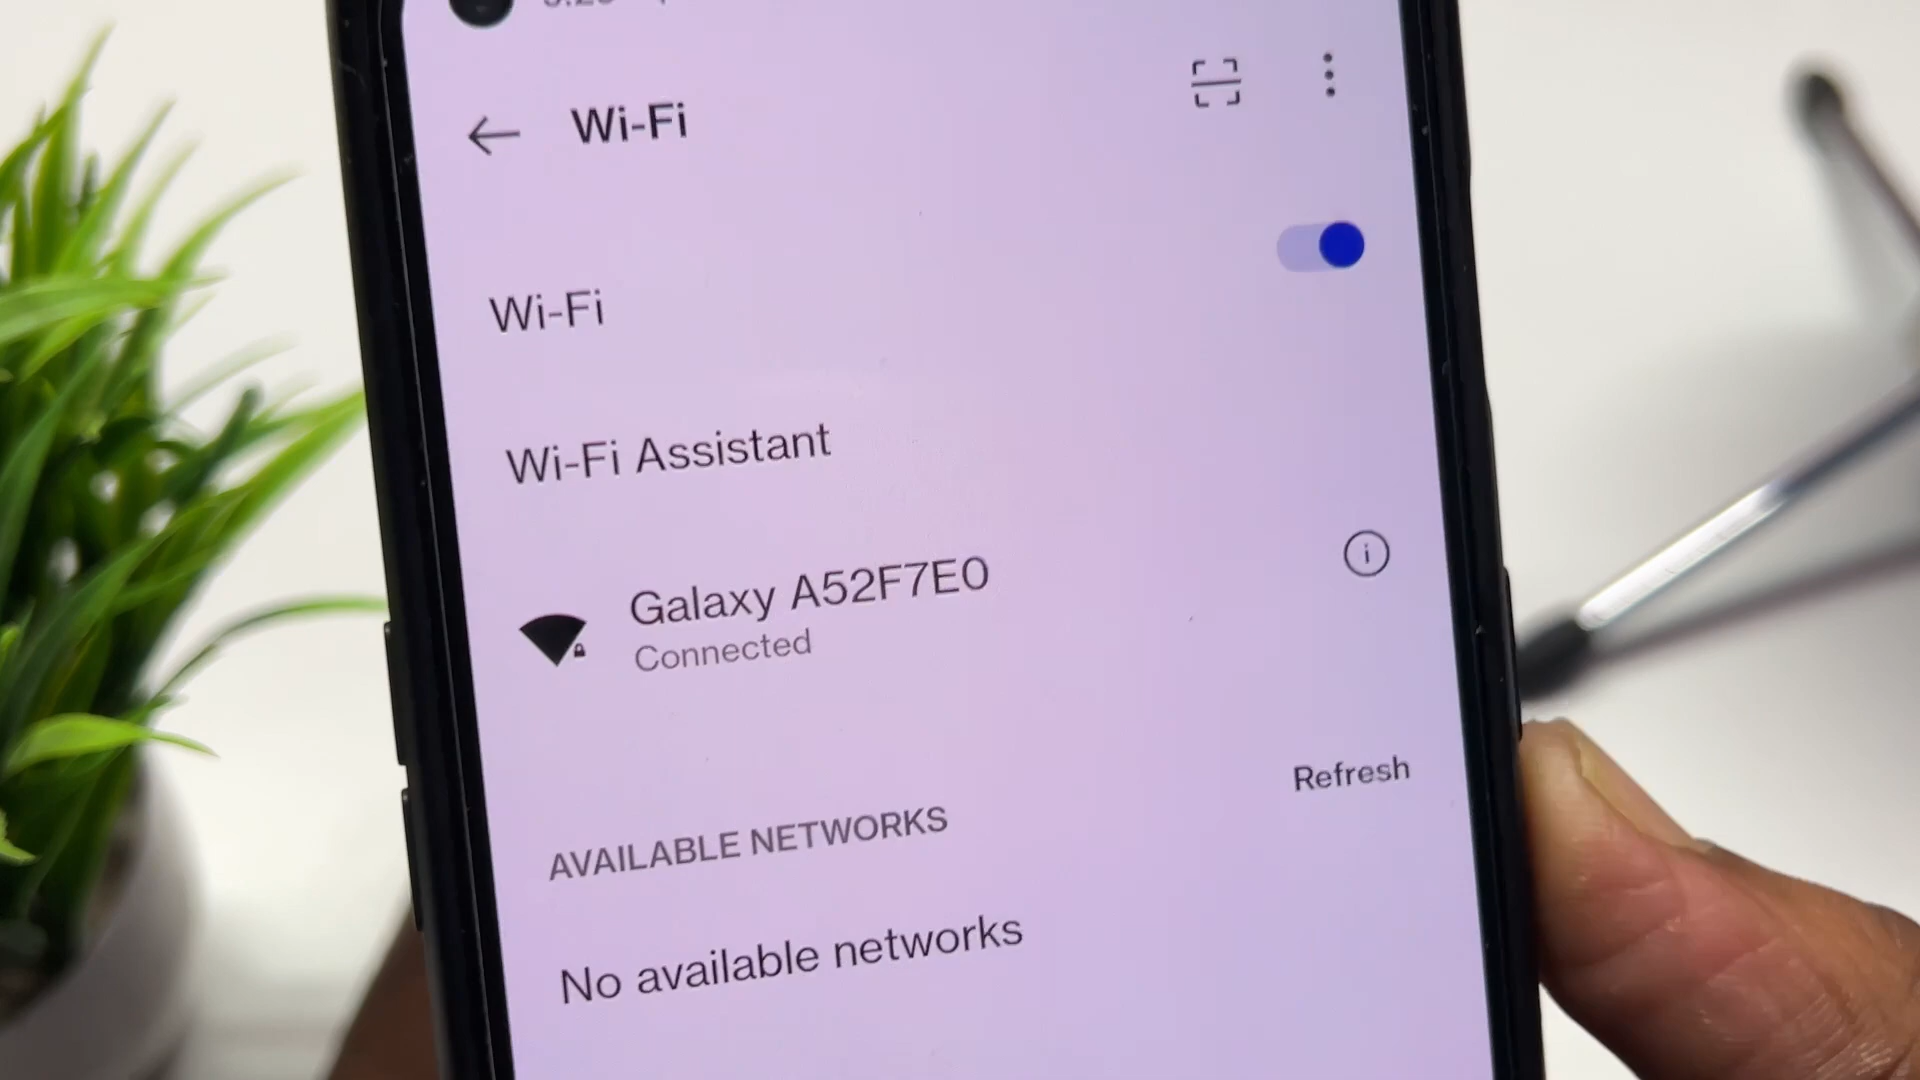 Wi-Fi
Wi-Fi
Wi-Fi Assistant
Galaxy A52F7E0
Connected
Refresh
AVAILABLE NETWORKS
No available networks